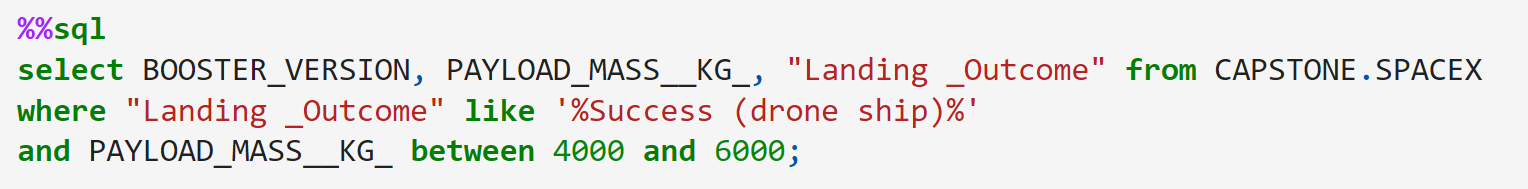 %%sql
select BOOSTER_VERSION, PAYLOAD_MASS__KG_, "Landing _Outcome" from CAPSTONE.SPACEX
where "Landing _Outcome" like '%Success (drone ship)%'
and PAYLOAD_MASS__KG_ between 4000 and 6000;